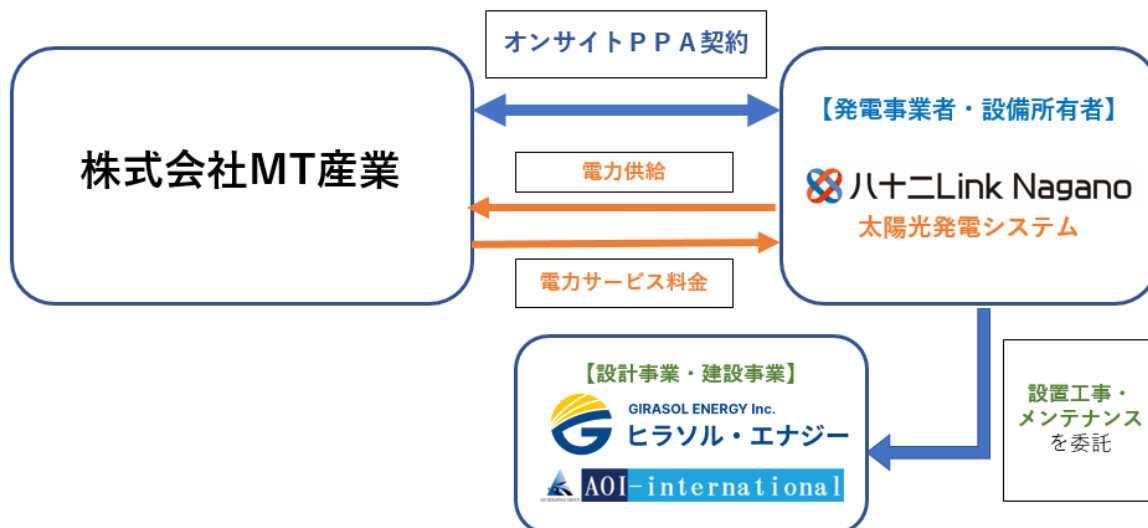 オンサイトＰＰＡ契約
株式会社MT産業
【発電事業者・設備所有者】
八十二Link Nagano
太陽光発電システム
電力供給
電力サービス料金
【設計事業・建設事業】
GIRASOL ENERGY Inc.
ヒラソル・エナジー
AOI-international
設置工事・
メンテナンス
を委託